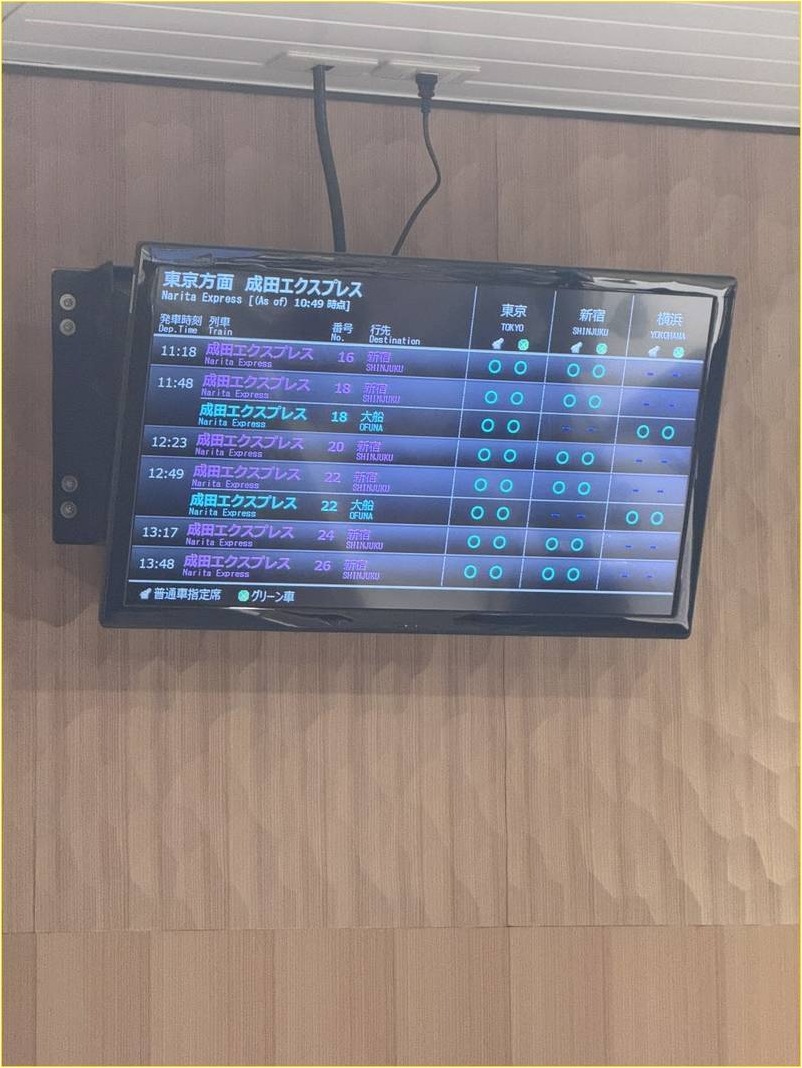 東京方面 成田エクスプレス
Narita Express [(As of) 10:49 時点]
発車時刻 列車 番号 行先 東京 新宿 横浜
Dep.Time Train No. Destination TOKYO SHINJUKU YOKOHAMA
11:18 成田エクスプレス 16 新宿 ○ ○ ○ ○ - -
Narita Express SHINJUKU
11:48 成田エクスプレス 18 新宿 ○ ○ ○ ○ - -
Narita Express SHINJUKU
成田エクスプレス 18 大船 ○ ○ - - ○ ○
Narita Express OFUNA
12:23 成田エクスプレス 20 新宿 ○ ○ ○ ○ - -
Narita Express SHINJUKU
12:49 成田エクスプレス 22 新宿 ○ ○ ○ ○ - -
Narita Express SHINJUKU
成田エクスプレス 22 大船 ○ ○ - - ○ ○
Narita Express OFUNA
13:17 成田エクスプレス 24 新宿 ○ ○ ○ ○ - -
Narita Express SHINJUKU
13:48 成田エクスプレス 26 新宿 ○ ○ ○ ○ - -
Narita Express SHINJUKU
普通車指定席 グリーン車